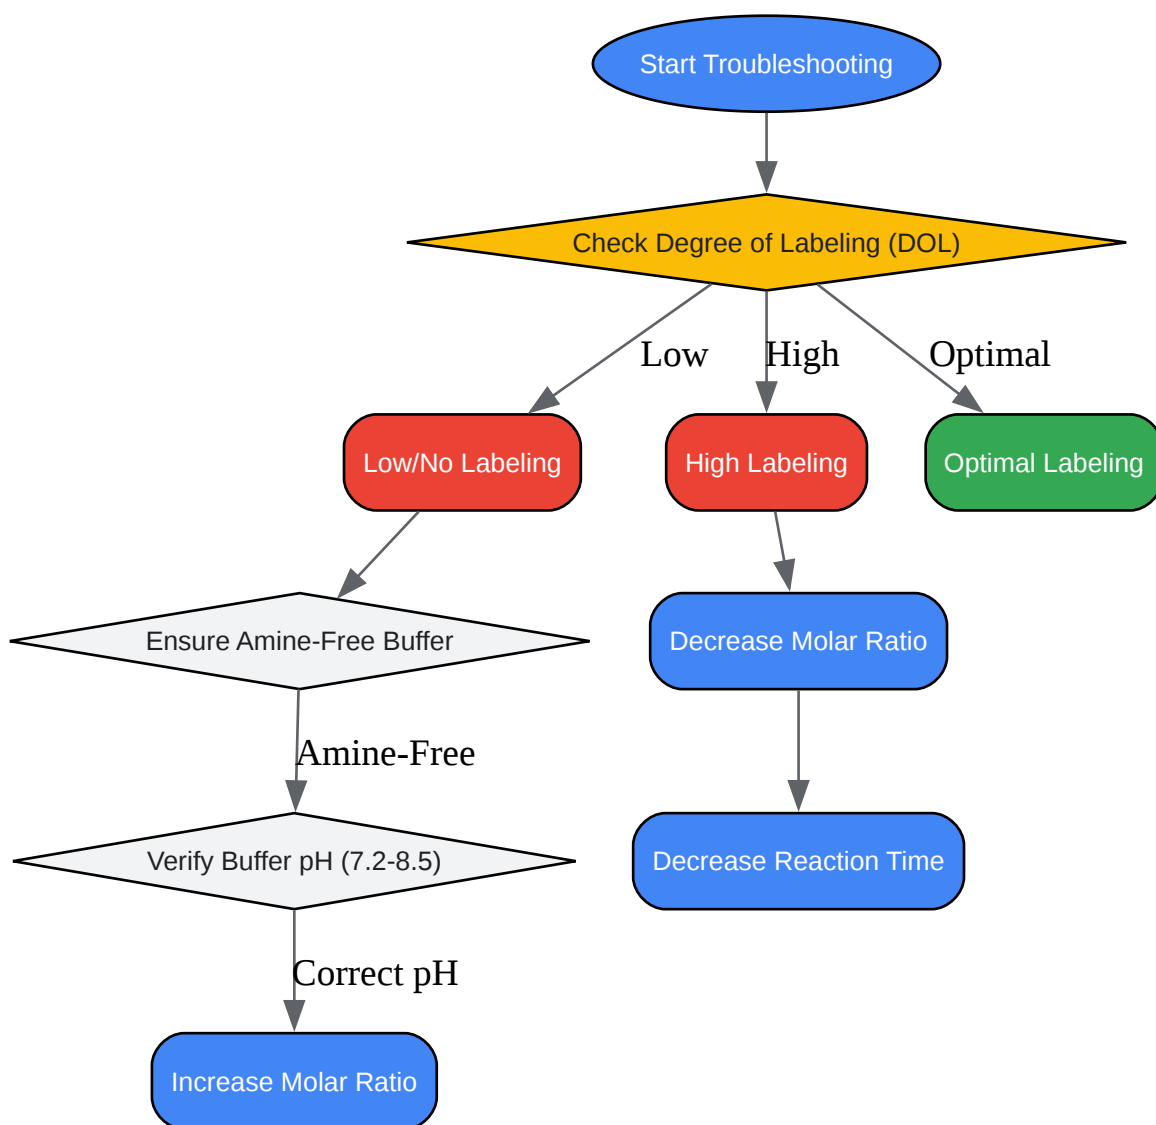 Start Troubleshooting
Check Degree of Labeling (DOL)
Low
High
Optimal
Low/No Labeling
High Labeling
Optimal Labeling
Ensure Amine-Free Buffer
Decrease Molar Ratio
Amine-Free
Verify Buffer pH (7.2-8.5)
Decrease Reaction Time
Correct pH
Increase Molar Ratio